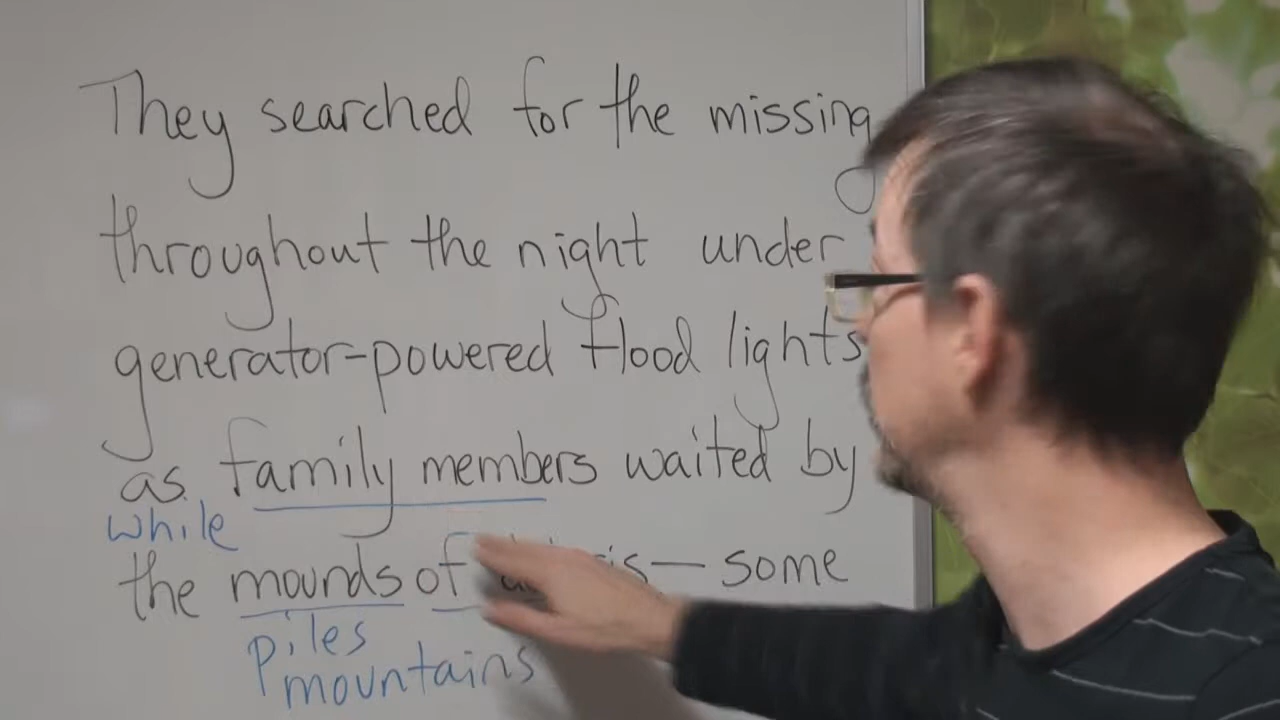 They searched for the missing
throughout the night under
generator-powered flood lights
as family members waited by
while
the mounds of debris — some
piles
mountains